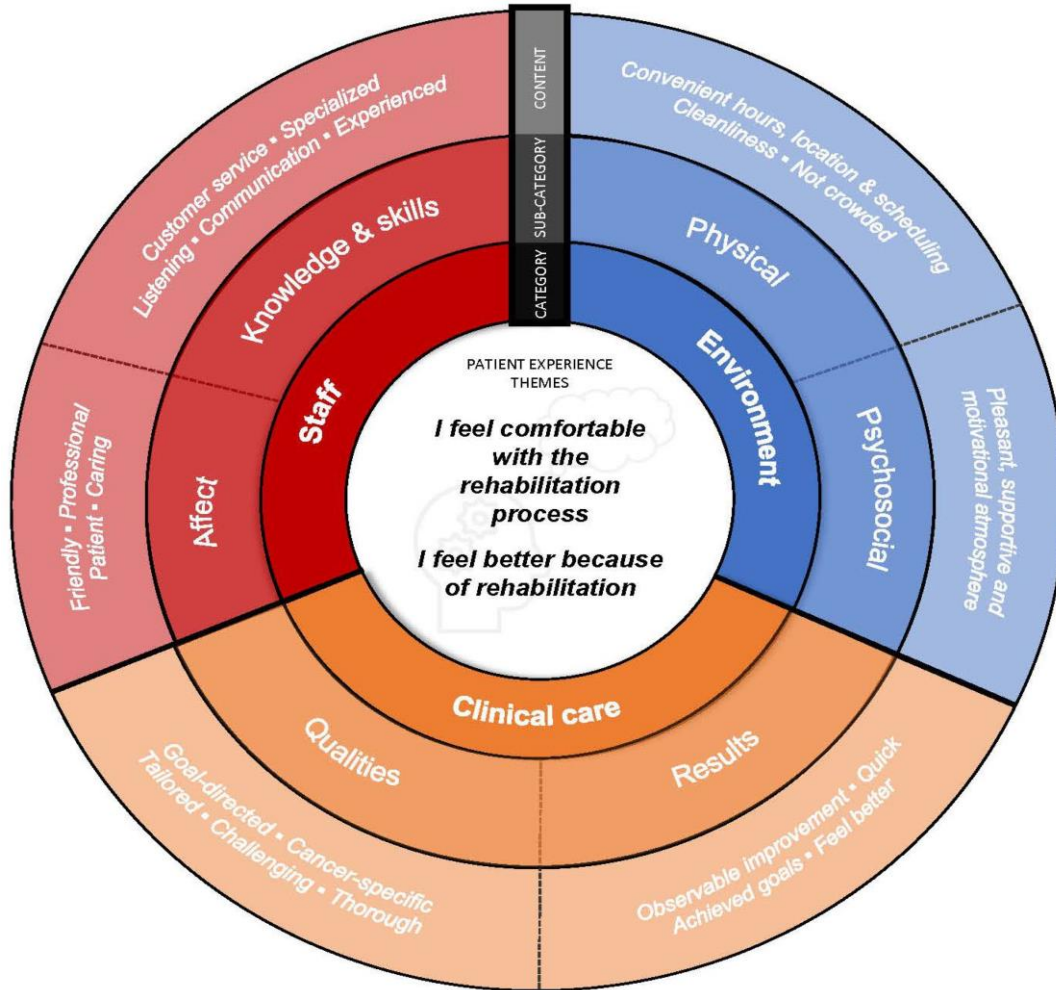 CONTENT
SUB-CATEGORY
CATEGORY
PATIENT EXPERIENCE
THEMES
I feel comfortable
with the
rehabilitation
process
I feel better because
of rehabilitation
Staff
Knowledge & skills
Customer service ▪ Specialized
Listening ▪ Communication ▪ Experienced
Affect
Friendly ▪ Professional
Patient ▪ Caring
Environment
Physical
Convenient hours, location & scheduling
Cleanliness ▪ Not crowded
Psychosocial
Pleasant, supportive and
motivational atmosphere
Clinical care
Qualities
Goal-directed ▪ Cancer-specific
Tailored ▪ Challenging ▪ Thorough
Results
Observable improvement ▪ Quick
Achieved goals ▪ Feel better